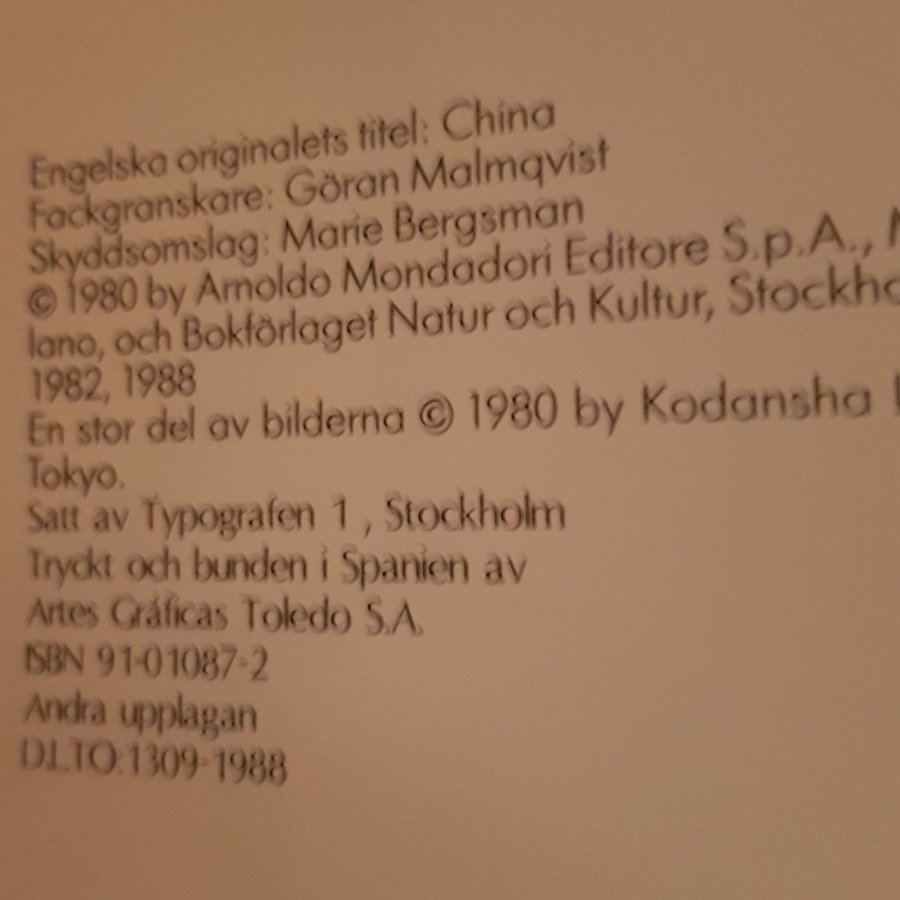 Engelska originalets titel: China
Fackgranskare: Göran Malmqvist
Skyddsomslag: Marie Bergsman
© 1980 by Arnoldo Mondadori Editore S.p.A., M
lano, och Bokförlaget Natur och Kultur, Stockho
1982, 1988
En stor del av bilderna © 1980 by Kodansha
Tokyo.
Satt av Typografen 1 , Stockholm
Tryckt och bunden i Spanien av
Artes Gráficas Toledo S.A.
ISBN 91-01087-2
Andra upplagan
D.L.TO:1309-1988